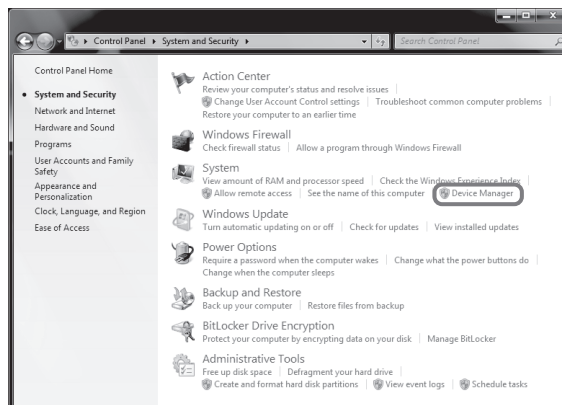 Control Panel ▸ System and Security ▸
Search Control Panel
Control Panel Home
System and Security
Network and Internet
Hardware and Sound
Programs
User Accounts and Family
Safety
Appearance and
Personalization
Clock, Language, and Region
Ease of Access
Action Center
Review your computer's status and resolve issues
Change User Account Control settings | Troubleshoot common computer problems
Restore your computer to an earlier time
Windows Firewall
Check firewall status | Allow a program through Windows Firewall
System
View amount of RAM and processor speed | Check the Windows Experience Index
Allow remote access | See the name of this computer | Device Manager
Windows Update
Turn automatic updating on or off | Check for updates | View installed updates
Power Options
Require a password when the computer wakes | Change what the power buttons do
Change when the computer sleeps
Backup and Restore
Back up your computer | Restore files from backup
BitLocker Drive Encryption
Protect your computer by encrypting data on your disk | Manage BitLocker
Administrative Tools
Free up disk space | Defragment your hard drive
Create and format hard disk partitions | View event logs | Schedule tasks